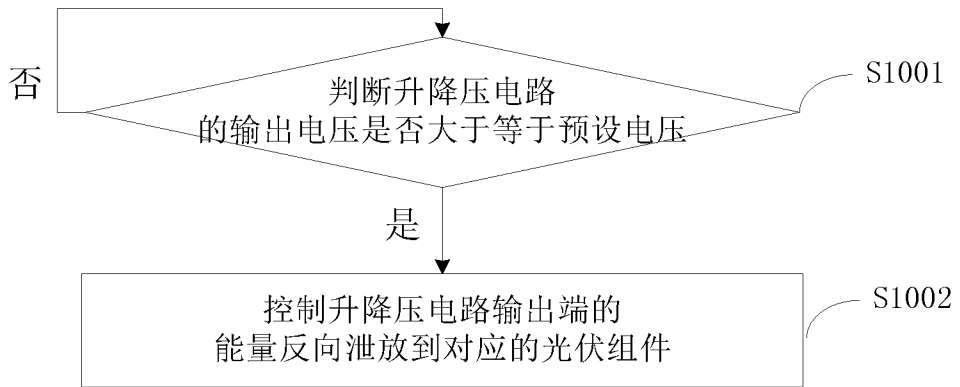 否
判断升降压电路
的输出电压是否大于等于预设电压
S1001
是
控制升降压电路输出端的
能量反向泄放到对应的光伏组件
S1002